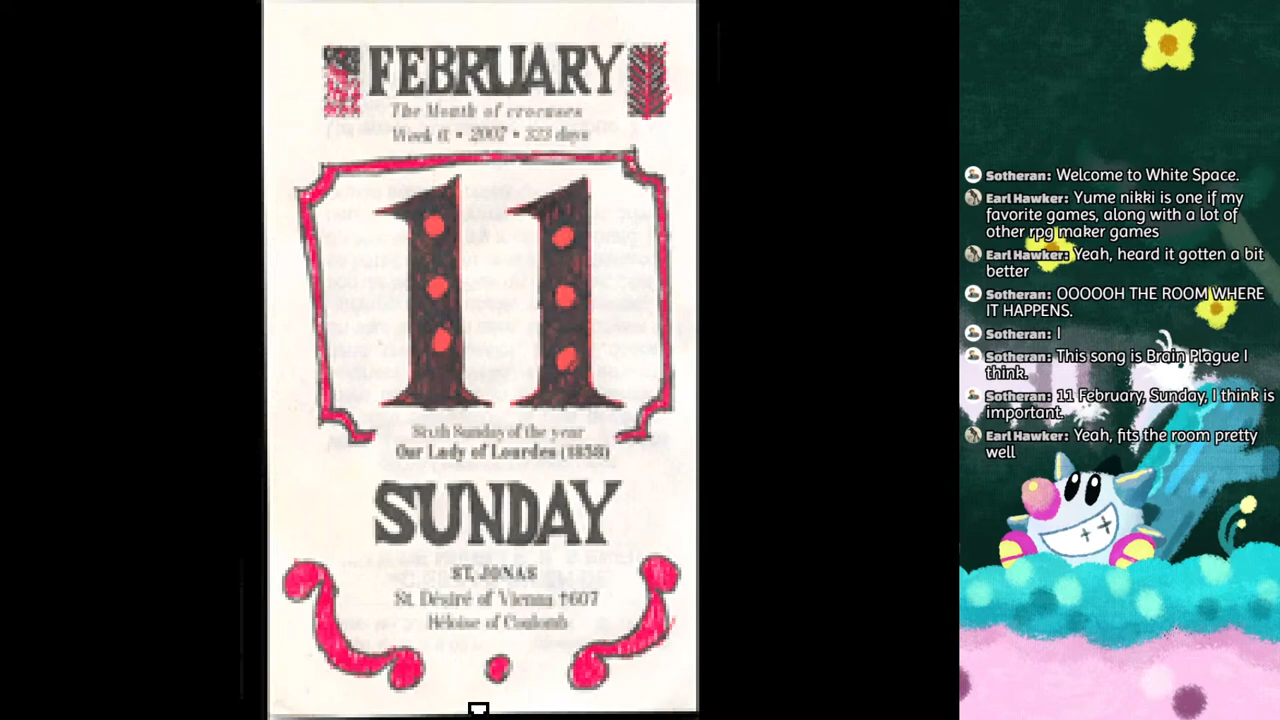 FEBRUARY
The Month of crocuses
Week 6 • 2007 • 323 days
11
Sixth Sunday of the year
Our Lady of Lourdes (1858)
SUNDAY
ST. JONAS
St. Désiré of Vienna †607
Héloise of Coulomb
Sotheran: Welcome to White Space.
Earl Hawker: Yume nikki is one if my
favorite games, along with a lot of
other rpg maker games
Earl Hawker: Yeah, heard it gotten a bit
better
Sotheran: OOOOOH THE ROOM WHERE
IT HAPPENS.
Sotheran: I
Sotheran: This song is Brain Plague I
think.
Sotheran: 11 February, Sunday, I think is
important.
Earl Hawker: Yeah, fits the room pretty
well